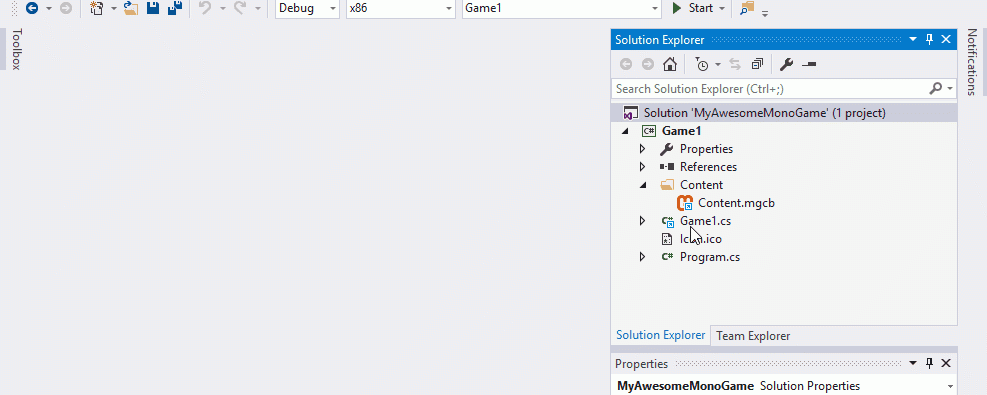 Debug x86 Game1 Start
Toolbox
Solution Explorer
Notifications
Search Solution Explorer (Ctrl+;)
Solution 'MyAwesomeMonoGame' (1 project)
C# Game1
Properties
References
Content
Content.mgcb
C# Game1.cs
Icon.ico
C# Program.cs
Solution Explorer Team Explorer
Properties
MyAwesomeMonoGame Solution Properties